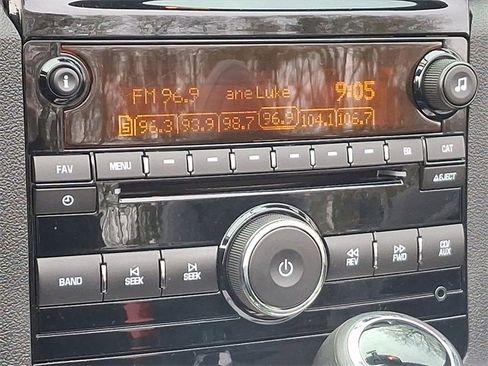 FM 96.9 ane Luke 9:05
5 96.3 93.9 98.7 96.9 104.1 106.7
FAV MENU EQ CAT
EJECT
BAND SEEK SEEK REV FWD CD/AUX